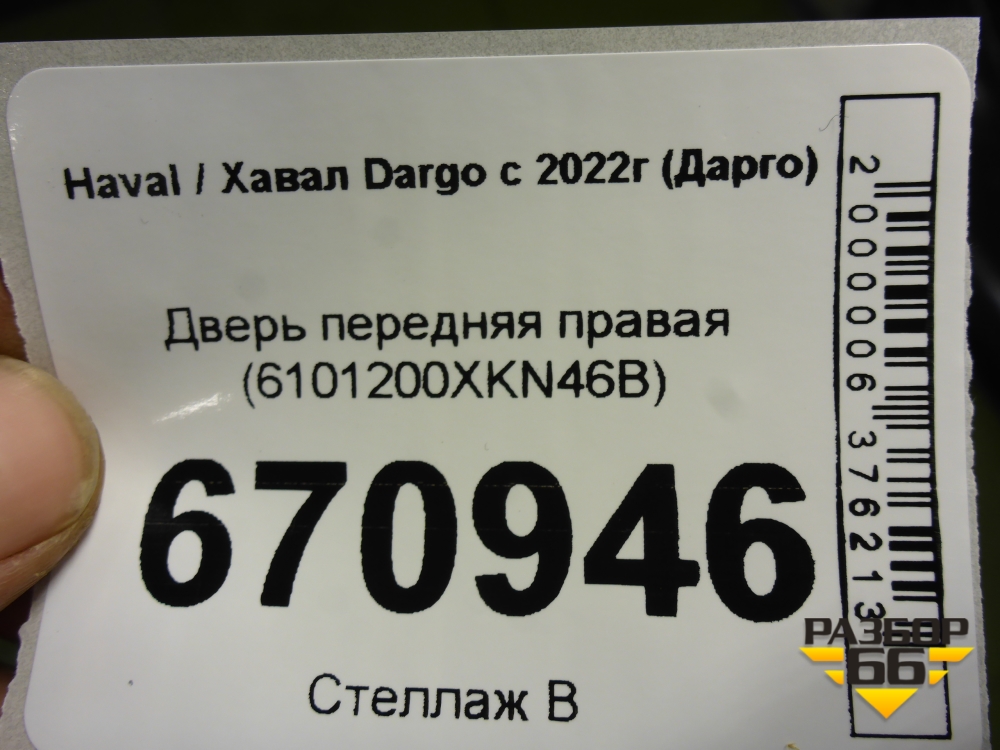 Haval / Хавал Dargo с 2022г (Дарго)
Дверь передняя правая
(6101200XKN46B)
670946
Стеллаж В
2000006376213
РАЗБОР
66